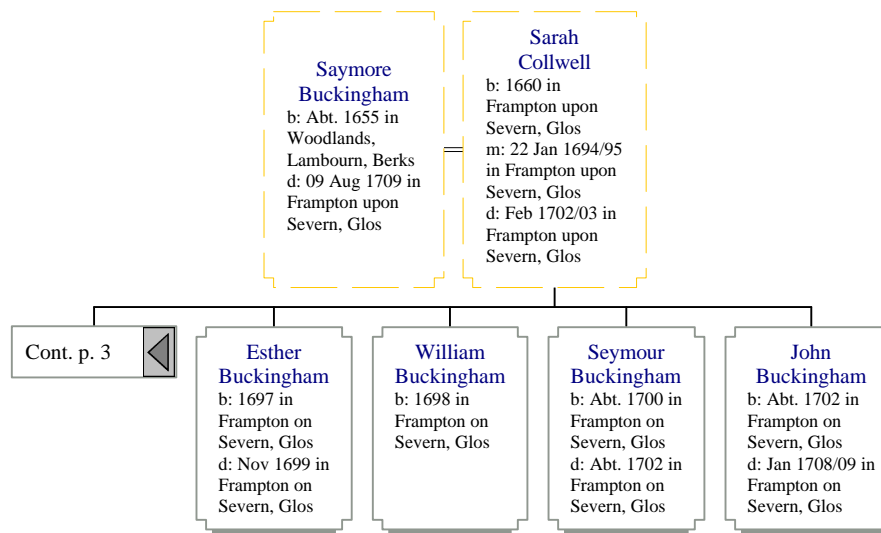 Saymore
Buckingham
b: Abt. 1655 in
Woodlands,
Lambourn, Berks
d: 09 Aug 1709 in
Frampton upon
Severn, Glos
Sarah
Collwell
b: 1660 in
Frampton upon
Severn, Glos
m: 22 Jan 1694/95
in Frampton upon
Severn, Glos
d: Feb 1702/03 in
Frampton upon
Severn, Glos
Cont. p. 3
Esther
Buckingham
b: 1697 in
Frampton on
Severn, Glos
d: Nov 1699 in
Frampton on
Severn, Glos
William
Buckingham
b: 1698 in
Frampton on
Severn, Glos
Seymour
Buckingham
b: Abt. 1700 in
Frampton on
Severn, Glos
d: Abt. 1702 in
Frampton on
Severn, Glos
John
Buckingham
b: Abt. 1702 in
Frampton on
Severn, Glos
d: Jan 1708/09 in
Frampton on
Severn, Glos